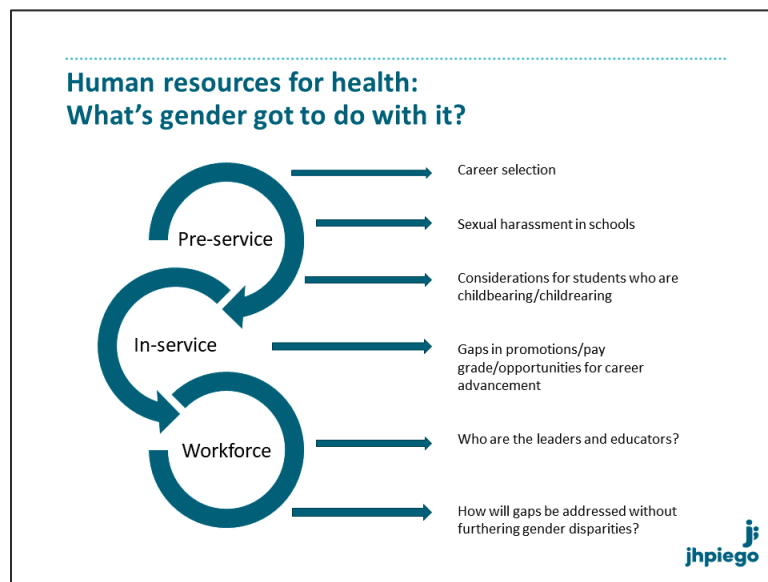 Human resources for health:
What's gender got to do with it?
Pre-service
In-service
Workforce
Career selection
Sexual harassment in schools
Considerations for students who are
childbearing/childrearing
Gaps in promotions/pay
grade/opportunities for career
advancement
Who are the leaders and educators?
How will gaps be addressed without
furthering gender disparities?
jhpiego